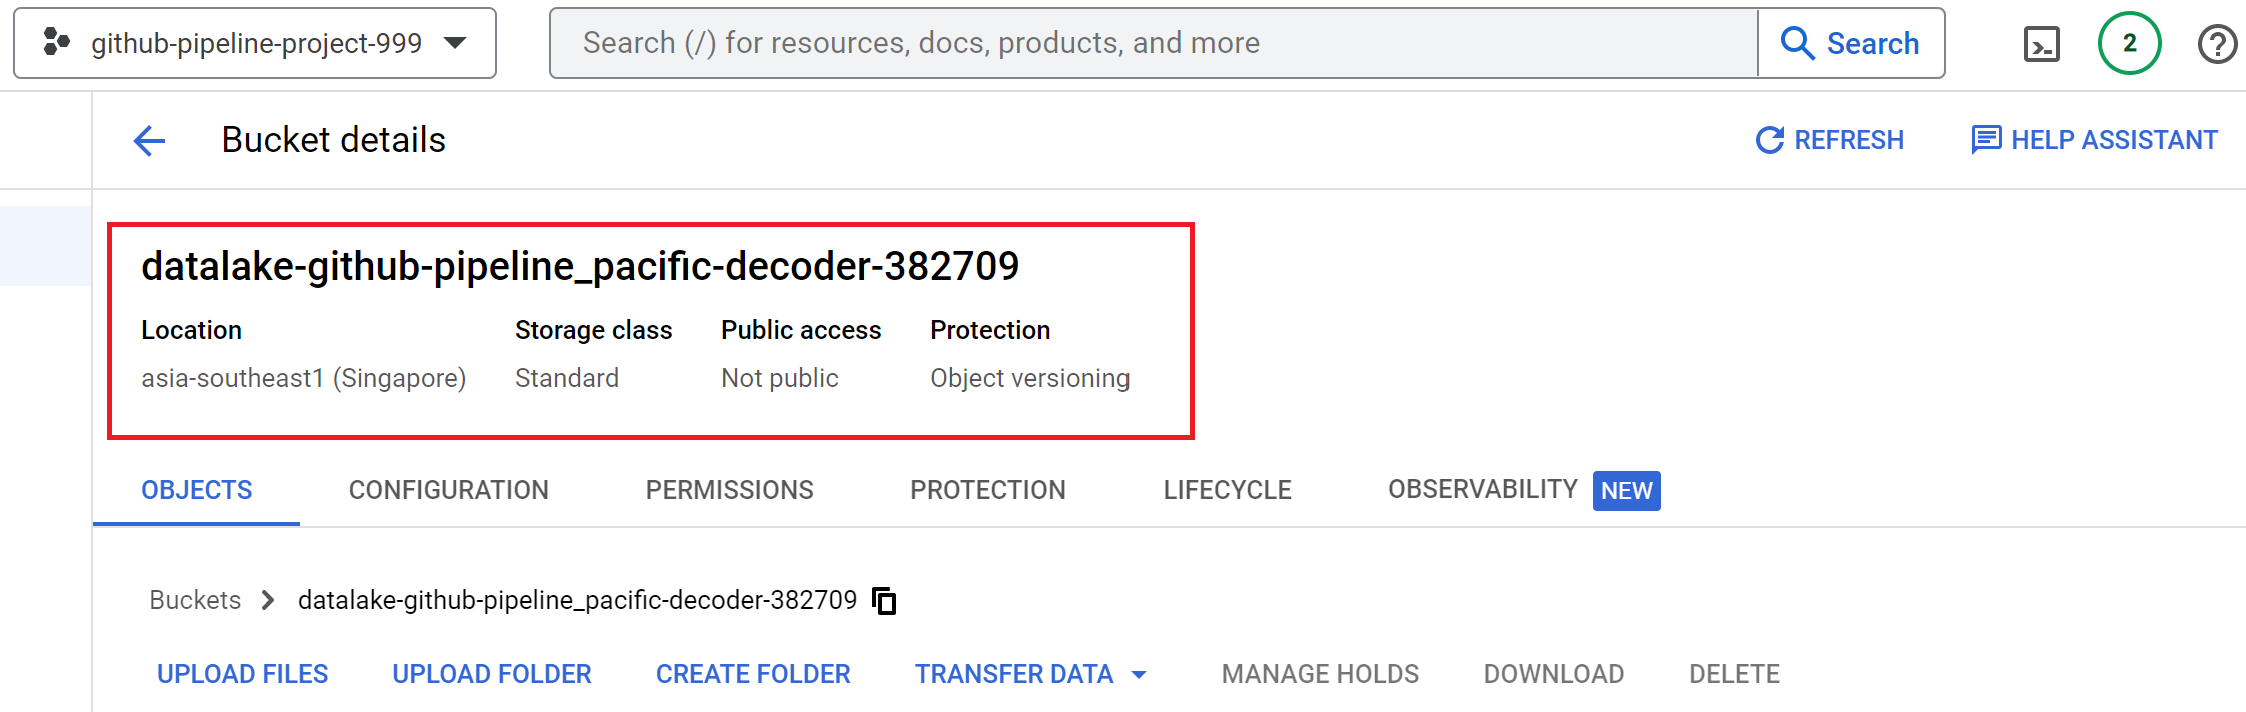 github-pipeline-project-999 Search (/) for resources, docs, products, and more Search 2
Bucket details REFRESH HELP ASSISTANT
datalake-github-pipeline_pacific-decoder-382709
Location Storage class Public access Protection
asia-southeast1 (Singapore) Standard Not public Object versioning
OBJECTS CONFIGURATION PERMISSIONS PROTECTION LIFECYCLE OBSERVABILITY NEW
Buckets datalake-github-pipeline_pacific-decoder-382709
UPLOAD FILES UPLOAD FOLDER CREATE FOLDER TRANSFER DATA MANAGE HOLDS DOWNLOAD DELETE